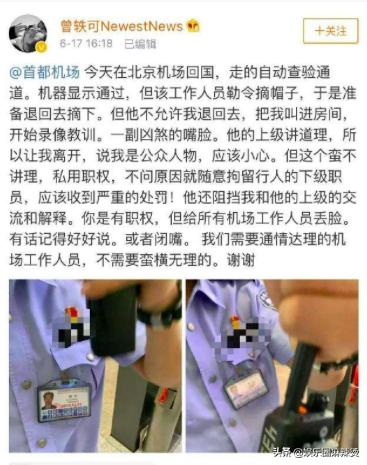 曾轶可NewestNews
6-17 16:18 已编辑
+关注
@首都机场 今天在北京机场回国，走的自动查验通
道。机器显示通过，但该工作人员勒令摘帽子，于是准
备退回去摘下。但他不允许我退回去，把我叫进房间，
开始录像教训。一副凶煞的嘴脸。他的上级讲道理，所
以让我离开，说我是公众人物，应该小心。但这个蛮不
讲理，私用职权，不问原因就随意拘留行人的下级职
员，应该收到严重的处罚！他还阻挡我和他的上级的交
流和解释。你是有职权，但给所有机场工作人员丢脸。
有话记得好好说。或者闭嘴。 我们需要通情达理的机
场工作人员，不需要蛮横无理的。谢谢